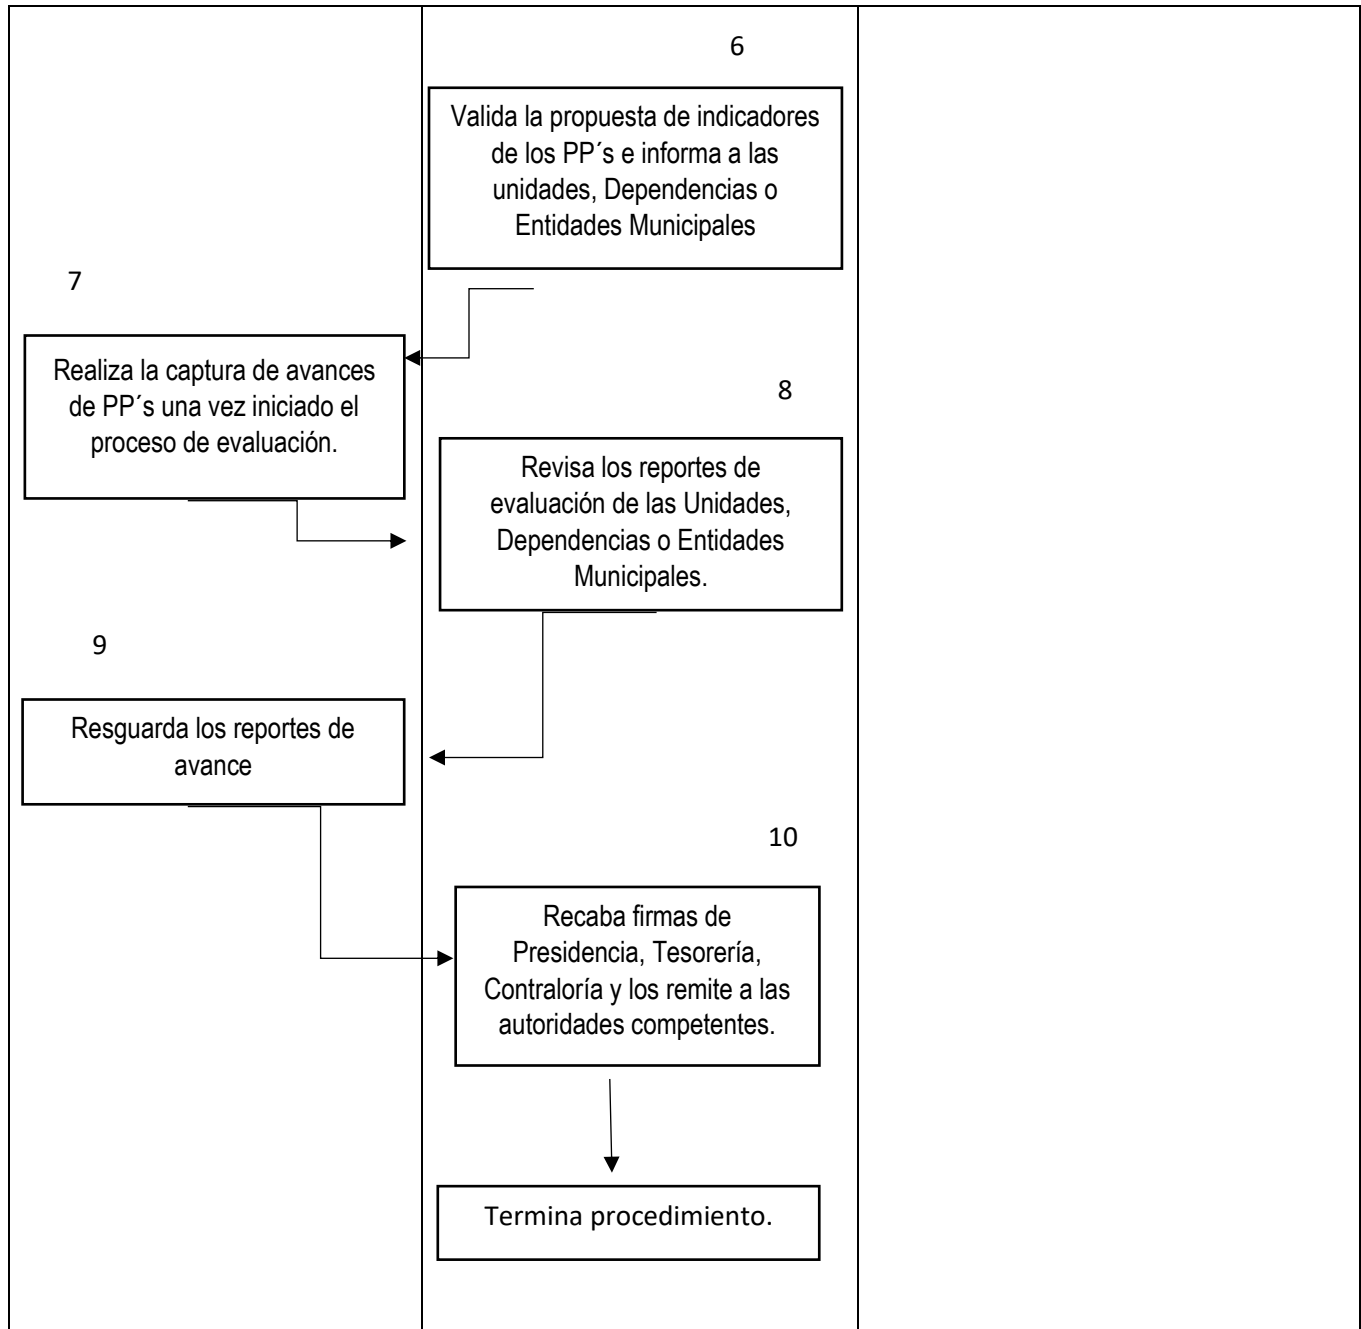 6
Valida la propuesta de indicadores
de los PP´s e informa a las
unidades, Dependencias o
Entidades Municipales
7
Realiza la captura de avances
de PP´s una vez iniciado el
proceso de evaluación.
8
Revisa los reportes de
evaluación de las Unidades,
Dependencias o Entidades
Municipales.
9
Resguarda los reportes de
avance
10
Recaba firmas de
Presidencia, Tesorería,
Contraloría y los remite a las
autoridades competentes.
Termina procedimiento.